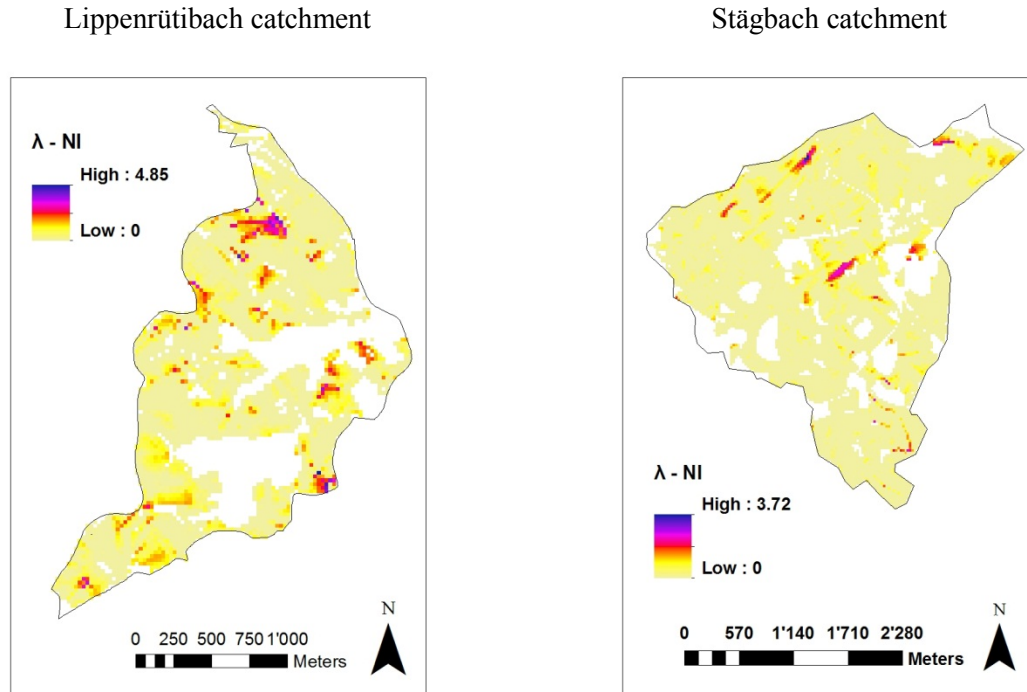 Lippenrütibach catchment
Stägbach catchment
λ - NI
High : 4.85
Low : 0
N
0 250 500 750 1'000
Meters
λ - NI
High : 3.72
Low : 0
N
0 570 1'140 1'710 2'280
Meters